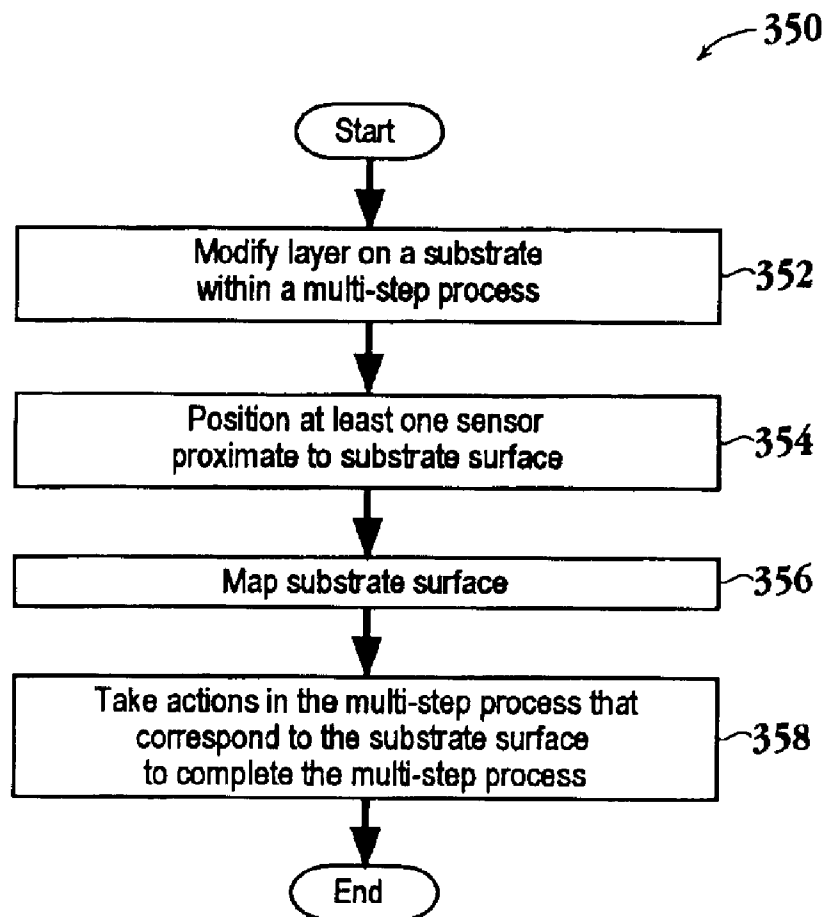 350
Start
Modify layer on a substrate
within a multi-step process
352
Position at least one sensor
proximate to substrate surface
354
Map substrate surface
356
Take actions in the multi-step process that
correspond to the substrate surface
to complete the multi-step process
358
End